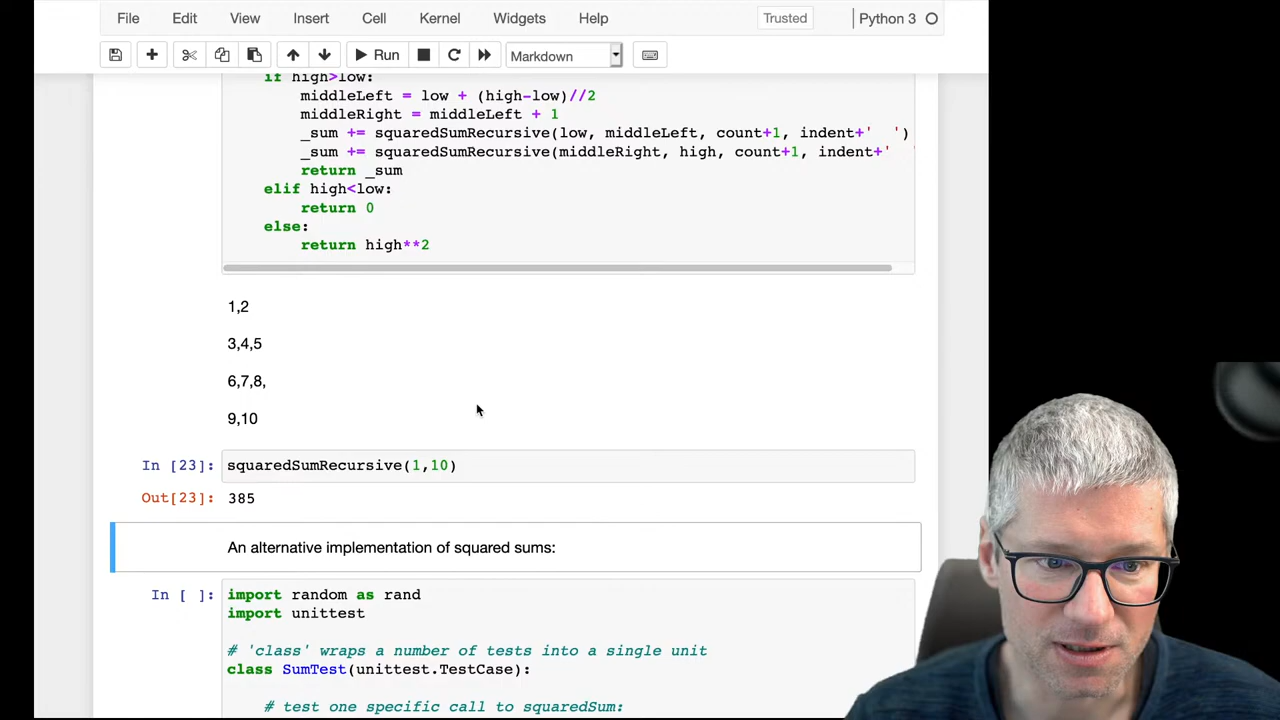 File Edit View Insert Cell Kernel Widgets Help Trusted Python 3
Run Markdown
if high>low:
middleLeft = low + (high-low)//2
middleRight = middleLeft + 1
_sum += squaredSumRecursive(low, middleLeft, count+1, indent+'  ')
_sum += squaredSumRecursive(middleRight, high, count+1, indent+'  '
return _sum
elif high<low:
return 0
else:
return high**2
1,2
3,4,5
6,7,8,
9,10
In [23]: squaredSumRecursive(1,10)
Out[23]: 385
An alternative implementation of squared sums:
In [ ]: import random as rand
import unittest
# 'class' wraps a number of tests into a single unit
class SumTest(unittest.TestCase):
# test one specific call to squaredSum: